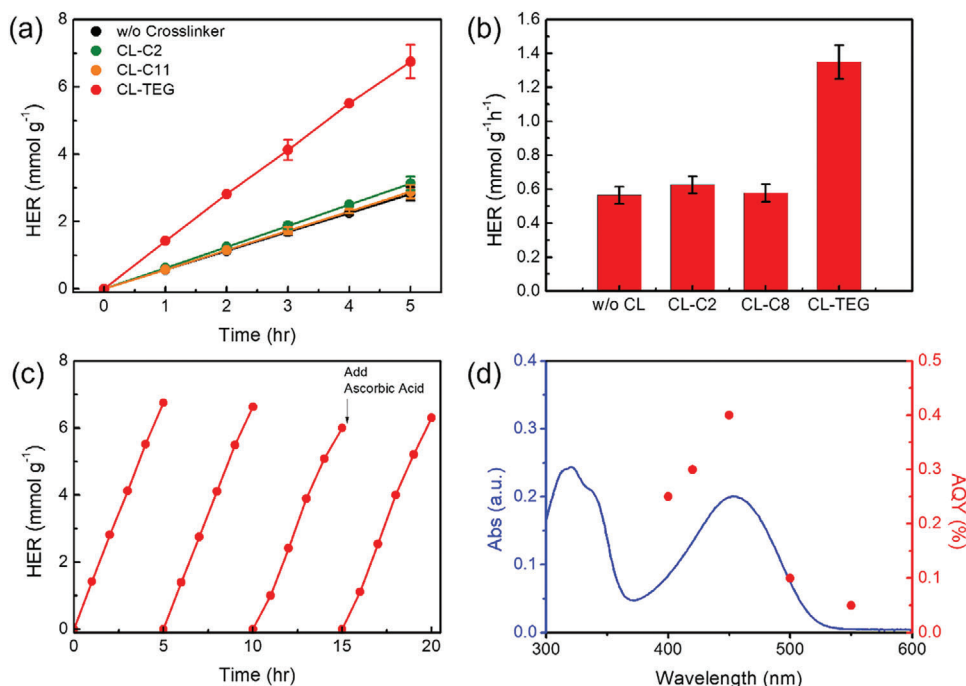 (a)
w/o Crosslinker
CL-C2
CL-C11
CL-TEG
HER (mmol g⁻¹)
8
6
4
2
0
0 1 2 3 4 5
Time (hr)
(b)
HER (mmol g⁻¹h⁻¹)
1.6
1.4
1.2
1.0
0.8
0.6
0.4
0.2
0.0
w/o CL CL-C2 CL-C8 CL-TEG
(c)
Add
Ascorbic Acid
HER (mmol g⁻¹)
8
6
4
2
0
0 5 10 15 20
Time (hr)
(d)
Abs (a.u.)
0.4
0.3
0.2
0.1
0.0
300 400 500 600
Wavelength (nm)
0.5
0.4
0.3
0.2
0.1
0.0
AQY (%)